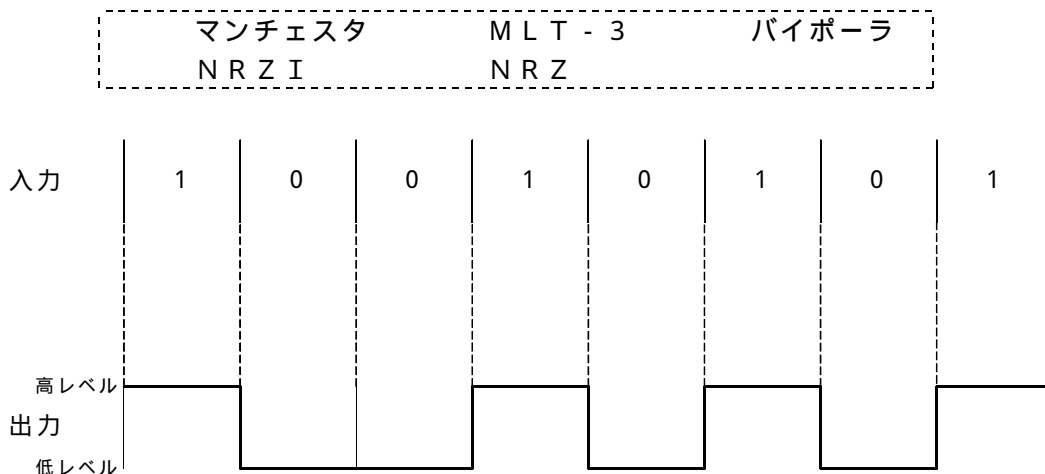 マンチェスタ ＭＬＴ－３ バイポーラ
ＮＲＺＩ ＮＲＺ
入力 1 0 0 1 0 1 0 1
高レベル
出力
低レベル